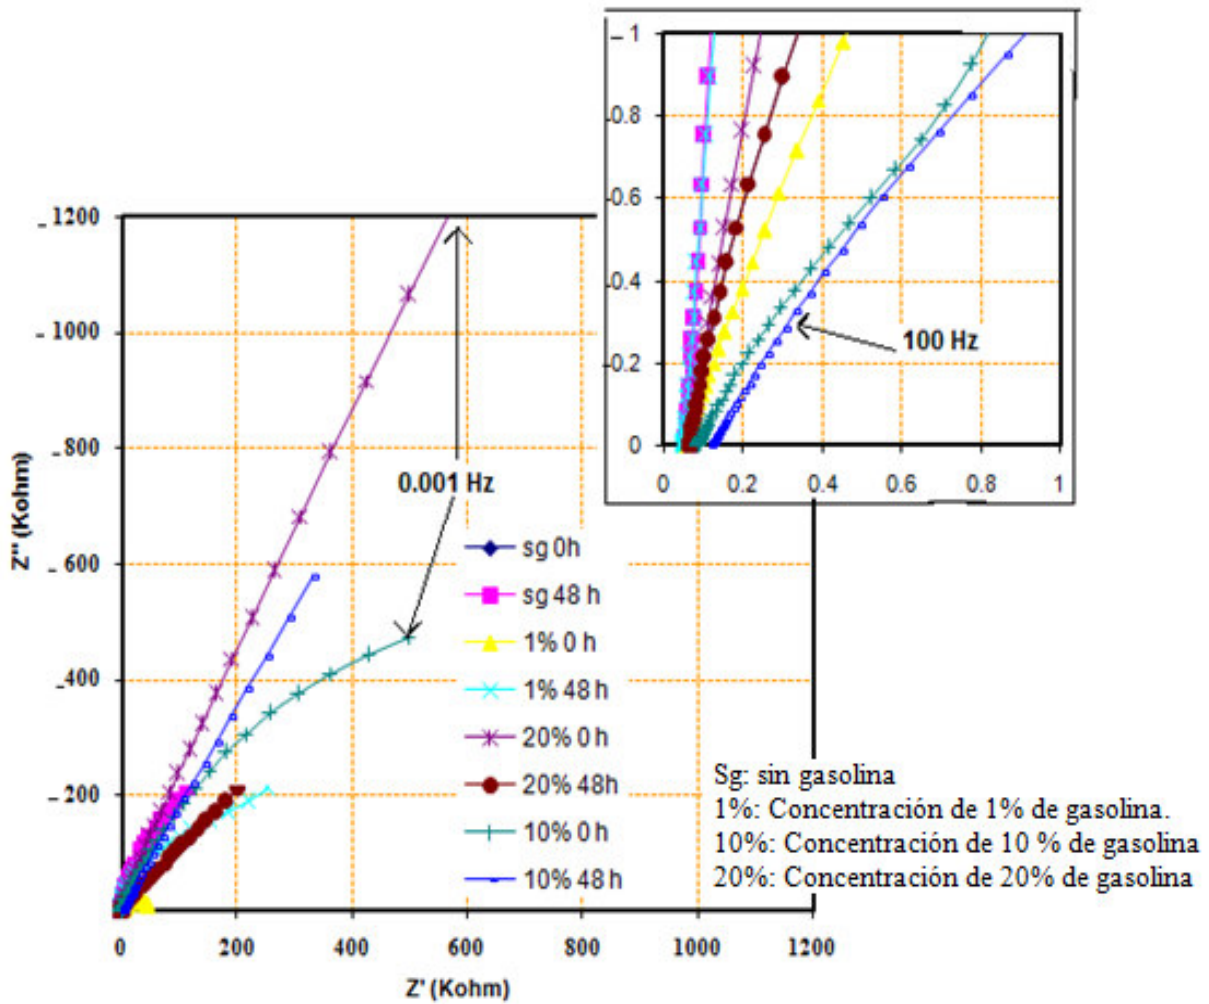 – 1
-.0.8
-.0.6
-0.4
-0.2
0
0 0.2 0.4 0.6 0.8 1
100 Hz
- 1200
- 1000
- 800
- 600
- 400
- 200
Z'' (Kohm)
0.001 Hz
sg 0h
sg 48 h
1% 0 h
1% 48 h
20% 0 h
20% 48h
10% 0 h
10% 48 h
Sg: sin gasolina
1%: Concentración de 1% de gasolina.
10%: Concentración de 10 % de gasolina
20%: Concentración de 20% de gasolina
0 200 400 600 800 1000 1200
Z' (Kohm)